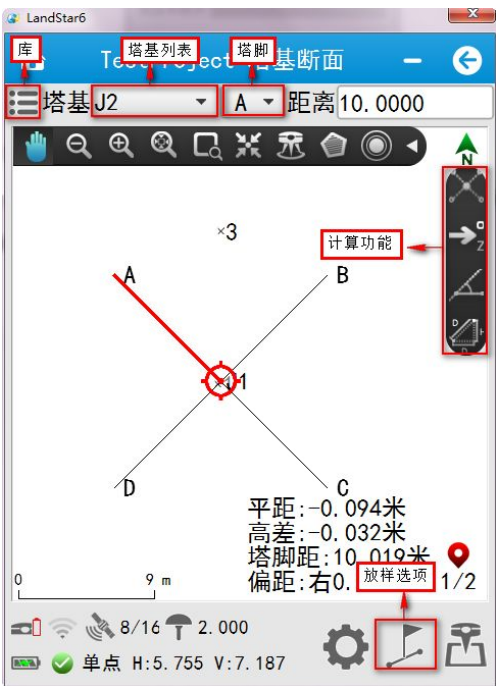 LandStar6
库
塔基列表
塔脚
塔基断面
塔基 J2 A 距离 10.0000
N
×3
计算功能
A
B
1
D
C
平距:-0.094米
高差:-0.032米
塔脚距:10.019米
偏距:右0.
放样选项
1/2
0 9 m
8/16 2.000
单点 H:5.755 V:7.187